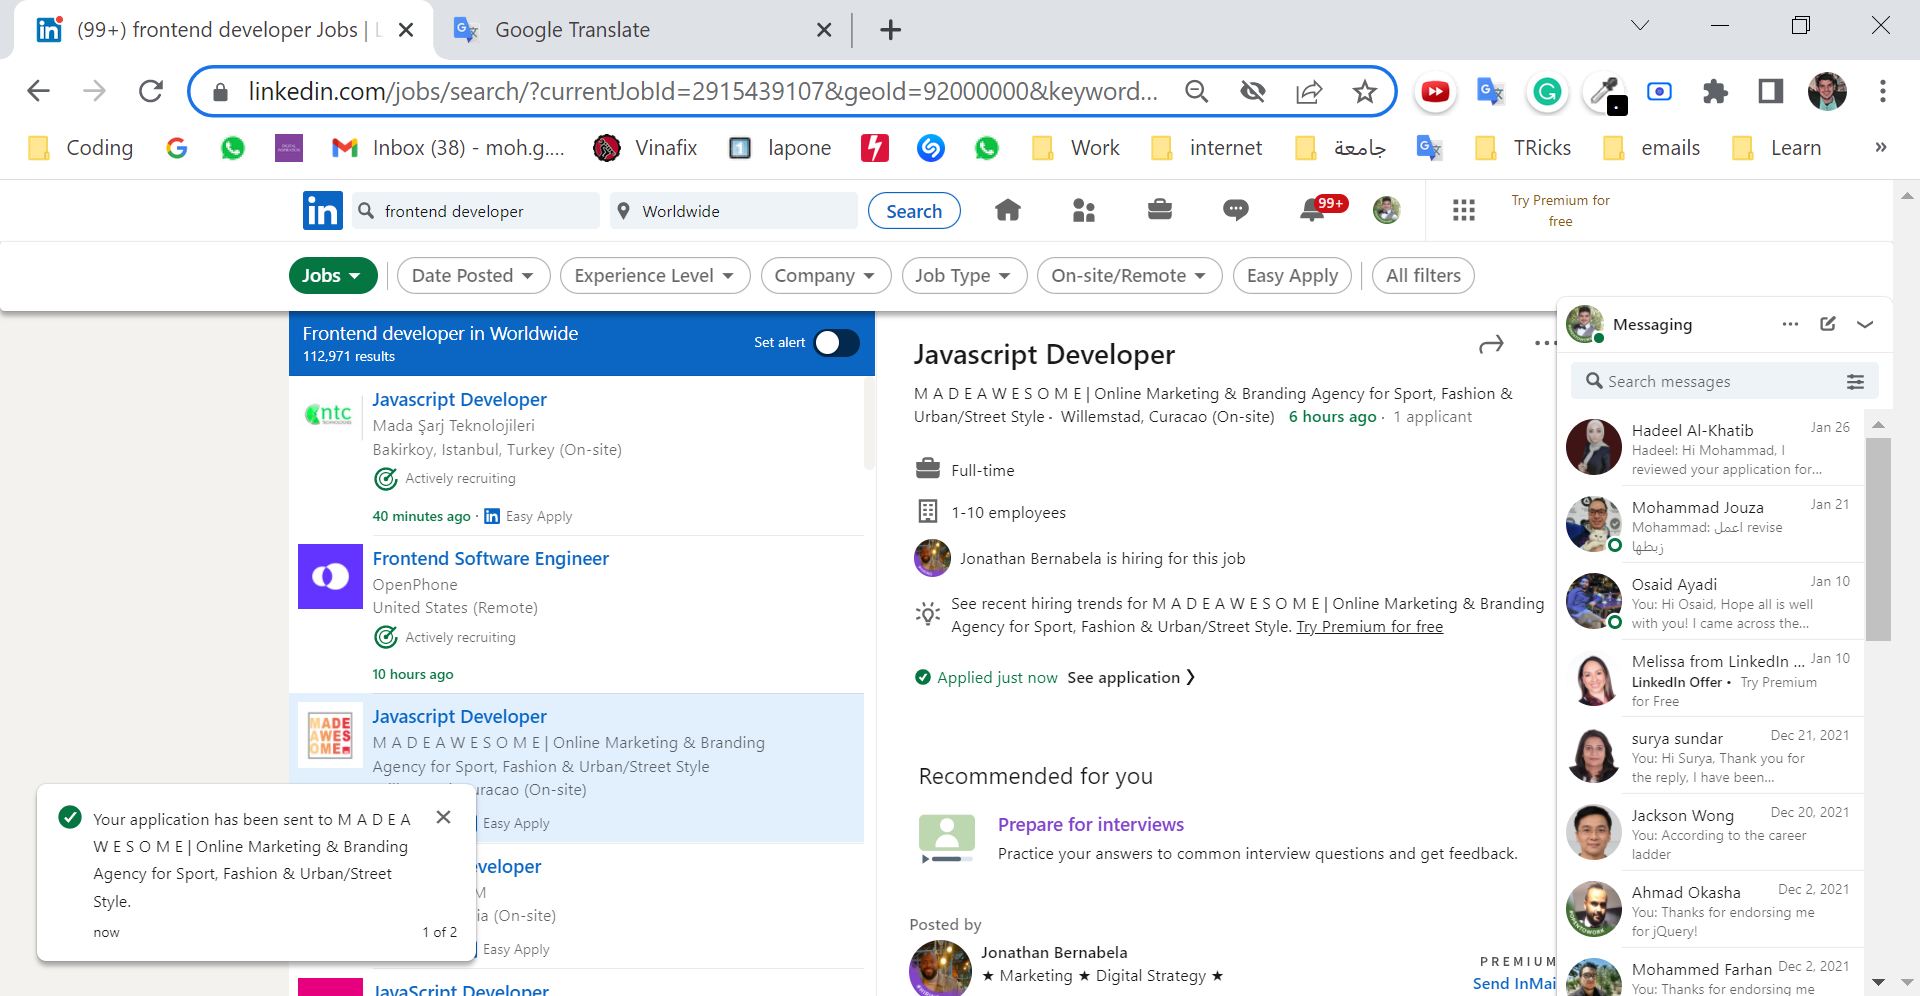 (99+) frontend developer Jobs |
Google Translate
linkedin.com/jobs/search/?currentJobId=2915439107&geoId=92000000&keyword...
Coding
Inbox (38) - moh.g....
Vinafix
lapone
Work
internet
جامعة
TRicks
emails
Learn
»
in
frontend developer
Worldwide
Search
99+
Try Premium for
free
Jobs
Date Posted
Experience Level
Company
Job Type
On-site/Remote
Easy Apply
All filters
Frontend developer in Worldwide
112,971 results
Set alert
ntc
Javascript Developer
Mada Şarj Teknolojileri
Bakirkoy, Istanbul, Turkey (On-site)
Actively recruiting
40 minutes ago · in Easy Apply
Frontend Software Engineer
OpenPhone
United States (Remote)
Actively recruiting
10 hours ago
MADE
AWES
OME
Javascript Developer
M A D E A W E S O M E | Online Marketing & Branding
Agency for Sport, Fashion & Urban/Street Style
uracao (On-site)
Easy Apply
eveloper
M
ia (On-site)
Easy Apply
JavaScript Developer
Your application has been sent to M A D E A
W E S O M E | Online Marketing & Branding
Agency for Sport, Fashion & Urban/Street
Style.
now
1 of 2
Javascript Developer
M A D E A W E S O M E | Online Marketing & Branding Agency for Sport, Fashion &
Urban/Street Style · Willemstad, Curacao (On-site) 6 hours ago · 1 applicant
Full-time
1-10 employees
Jonathan Bernabela is hiring for this job
See recent hiring trends for M A D E A W E S O M E | Online Marketing & Branding
Agency for Sport, Fashion & Urban/Street Style. Try Premium for free
Applied just now See application ❯
Recommended for you
Prepare for interviews
Practice your answers to common interview questions and get feedback.
Posted by
Jonathan Bernabela
★ Marketing ★ Digital Strategy ★
PREMIUM
Send InMai
Messaging
Search messages
Hadeel Al-Khatib
Jan 26
Hadeel: Hi Mohammad, I
reviewed your application for...
Mohammad Jouza
Jan 21
Mohammad: اعمل revise
زبطها
Osaid Ayadi
Jan 10
You: Hi Osaid, Hope all is well
with you! I came across the...
Melissa from LinkedIn ...
Jan 10
LinkedIn Offer • Try Premium
for Free
surya sundar
Dec 21, 2021
You: Hi Surya, Thank you for
the reply, I have been...
Jackson Wong
Dec 20, 2021
You: According to the career
ladder
Ahmad Okasha
Dec 2, 2021
You: Thanks for endorsing me
for jQuery!
Mohammed Farhan
Dec 2, 2021
You: Thanks for endorsing me